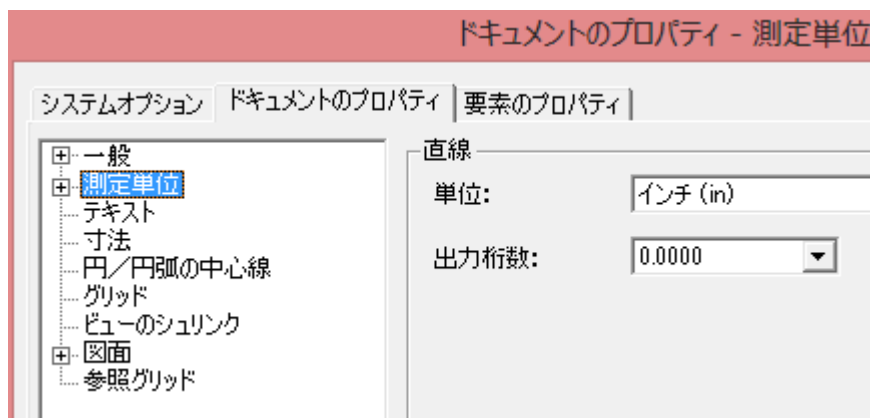 ドキュメントのプロパティ - 測定単位
システムオプション ドキュメントのプロパティ 要素のプロパティ
一般
測定単位
テキスト
寸法
円／円弧の中心線
グリッド
ビューのシュリンク
図面
参照グリッド
直線
単位: インチ (in)
出力桁数: 0.0000